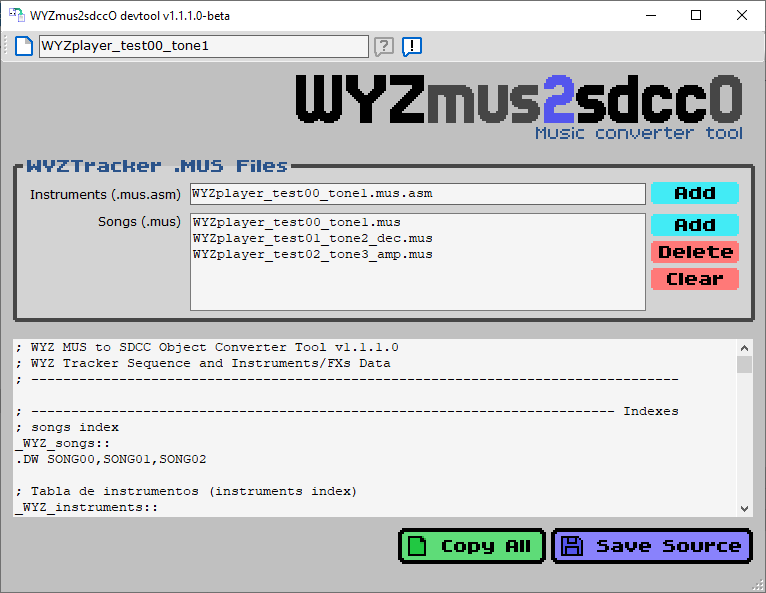 WYZmus2sdccO devtool v1.1.1.0-beta
WYZplayer_test00_tone1
?
!
WYZmus2sdccO
Music converter tool
WYZTracker .MUS Files
Instruments (.mus.asm)
WYZplayer_test00_tone1.mus.asm
Add
Songs (.mus)
WYZplayer_test00_tone1.mus
Add
WYZplayer_test01_tone2_dec.mus
WYZplayer_test02_tone3_amp.mus
Delete
Clear
; WYZ MUS to SDCC Object Converter Tool v1.1.1.0
; WYZ Tracker Sequence and Instruments/FXs Data
; ---------------------------------------------------------------------------------
; ------------------------------------------------------------------------- Indexes
; songs index
_WYZ_songs::
.DW SONG00,SONG01,SONG02
; Tabla de instrumentos (instruments index)
_WYZ_instruments::
Copy All
Save Source